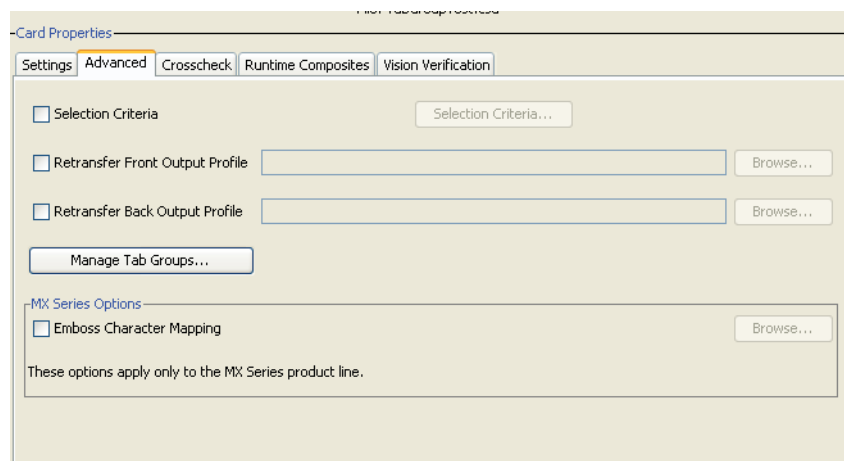 Card Properties
Settings Advanced Crosscheck Runtime Composites Vision Verification
Selection Criteria Selection Criteria...
Retransfer Front Output Profile Browse...
Retransfer Back Output Profile Browse...
Manage Tab Groups...
MX Series Options
Emboss Character Mapping Browse...
These options apply only to the MX Series product line.